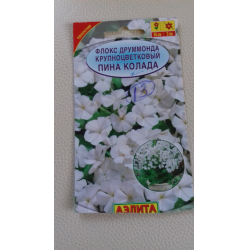 ФЛОКС ДРУММОНДА
КРУПНОЦВЕТКОВЫЙ
ПИНА КОЛАДА
АЭЛИТА